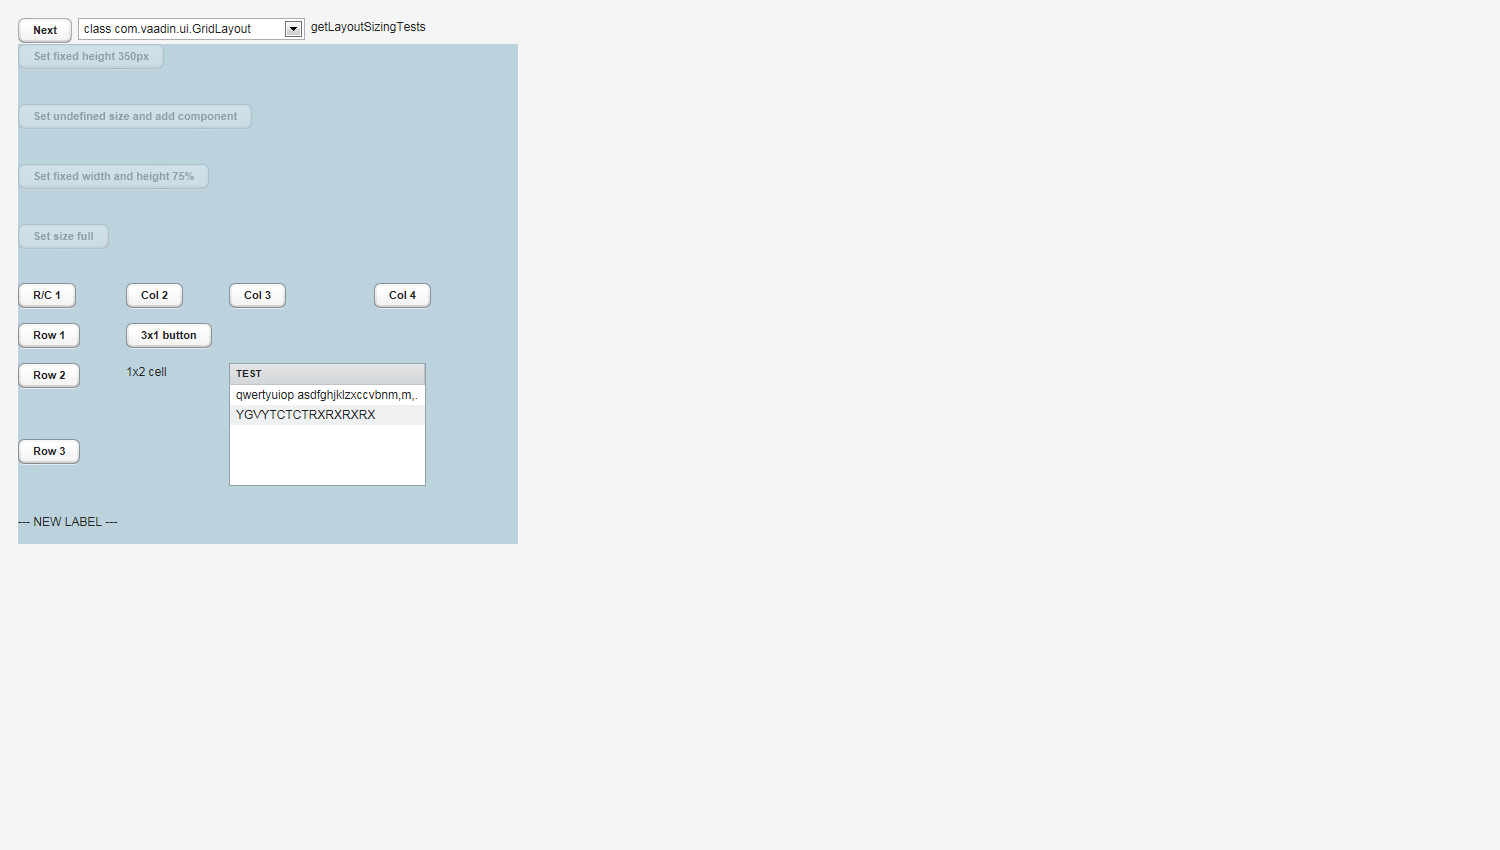 Next
class com.vaadin.ui.GridLayout
getLayoutSizingTests
Set fixed height 350px
Set undefined size and add component
Set fixed width and height 75%
Set size full
R/C 1
Col 2
Col 3
Col 4
Row 1
3x1 button
Row 2
1x2 cell
TEST
qwertyuiop asdfghjklzxccvbnm,m,.
YGVYTCTCTRXRXRXRX
Row 3
--- NEW LABEL ---